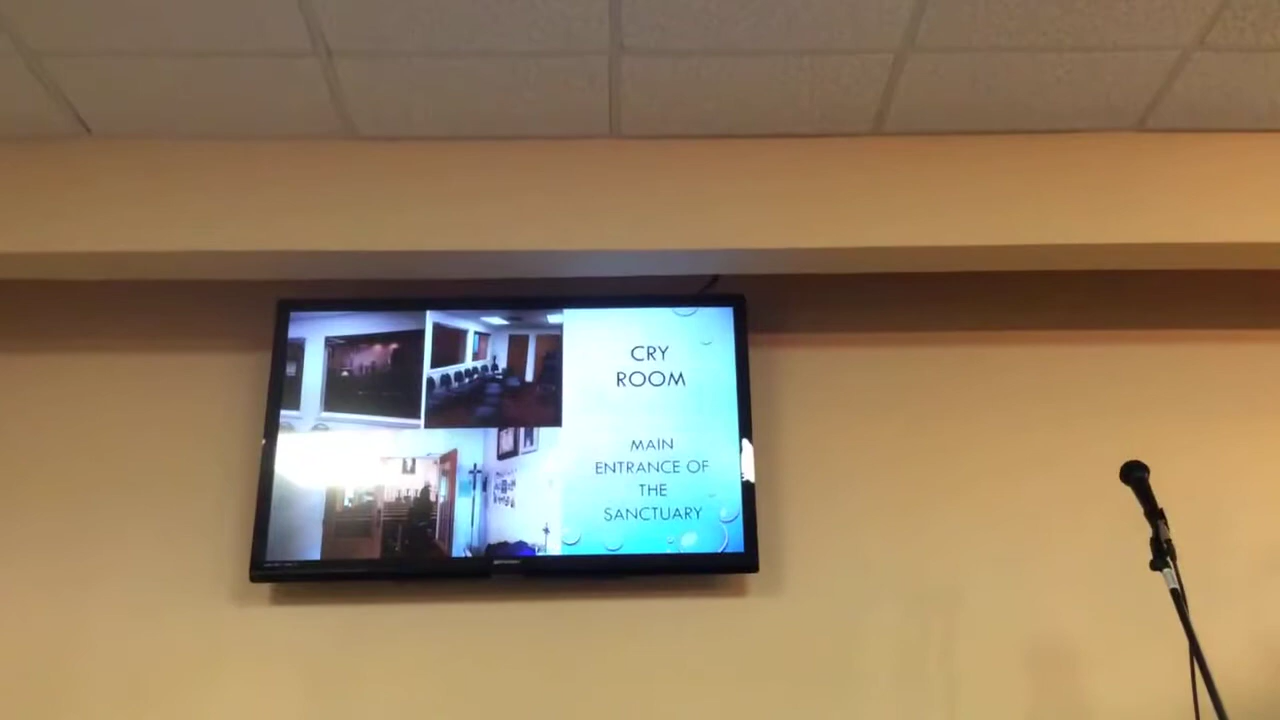 CRY
ROOM
MAIN
ENTRANCE OF
THE
SANCTUARY